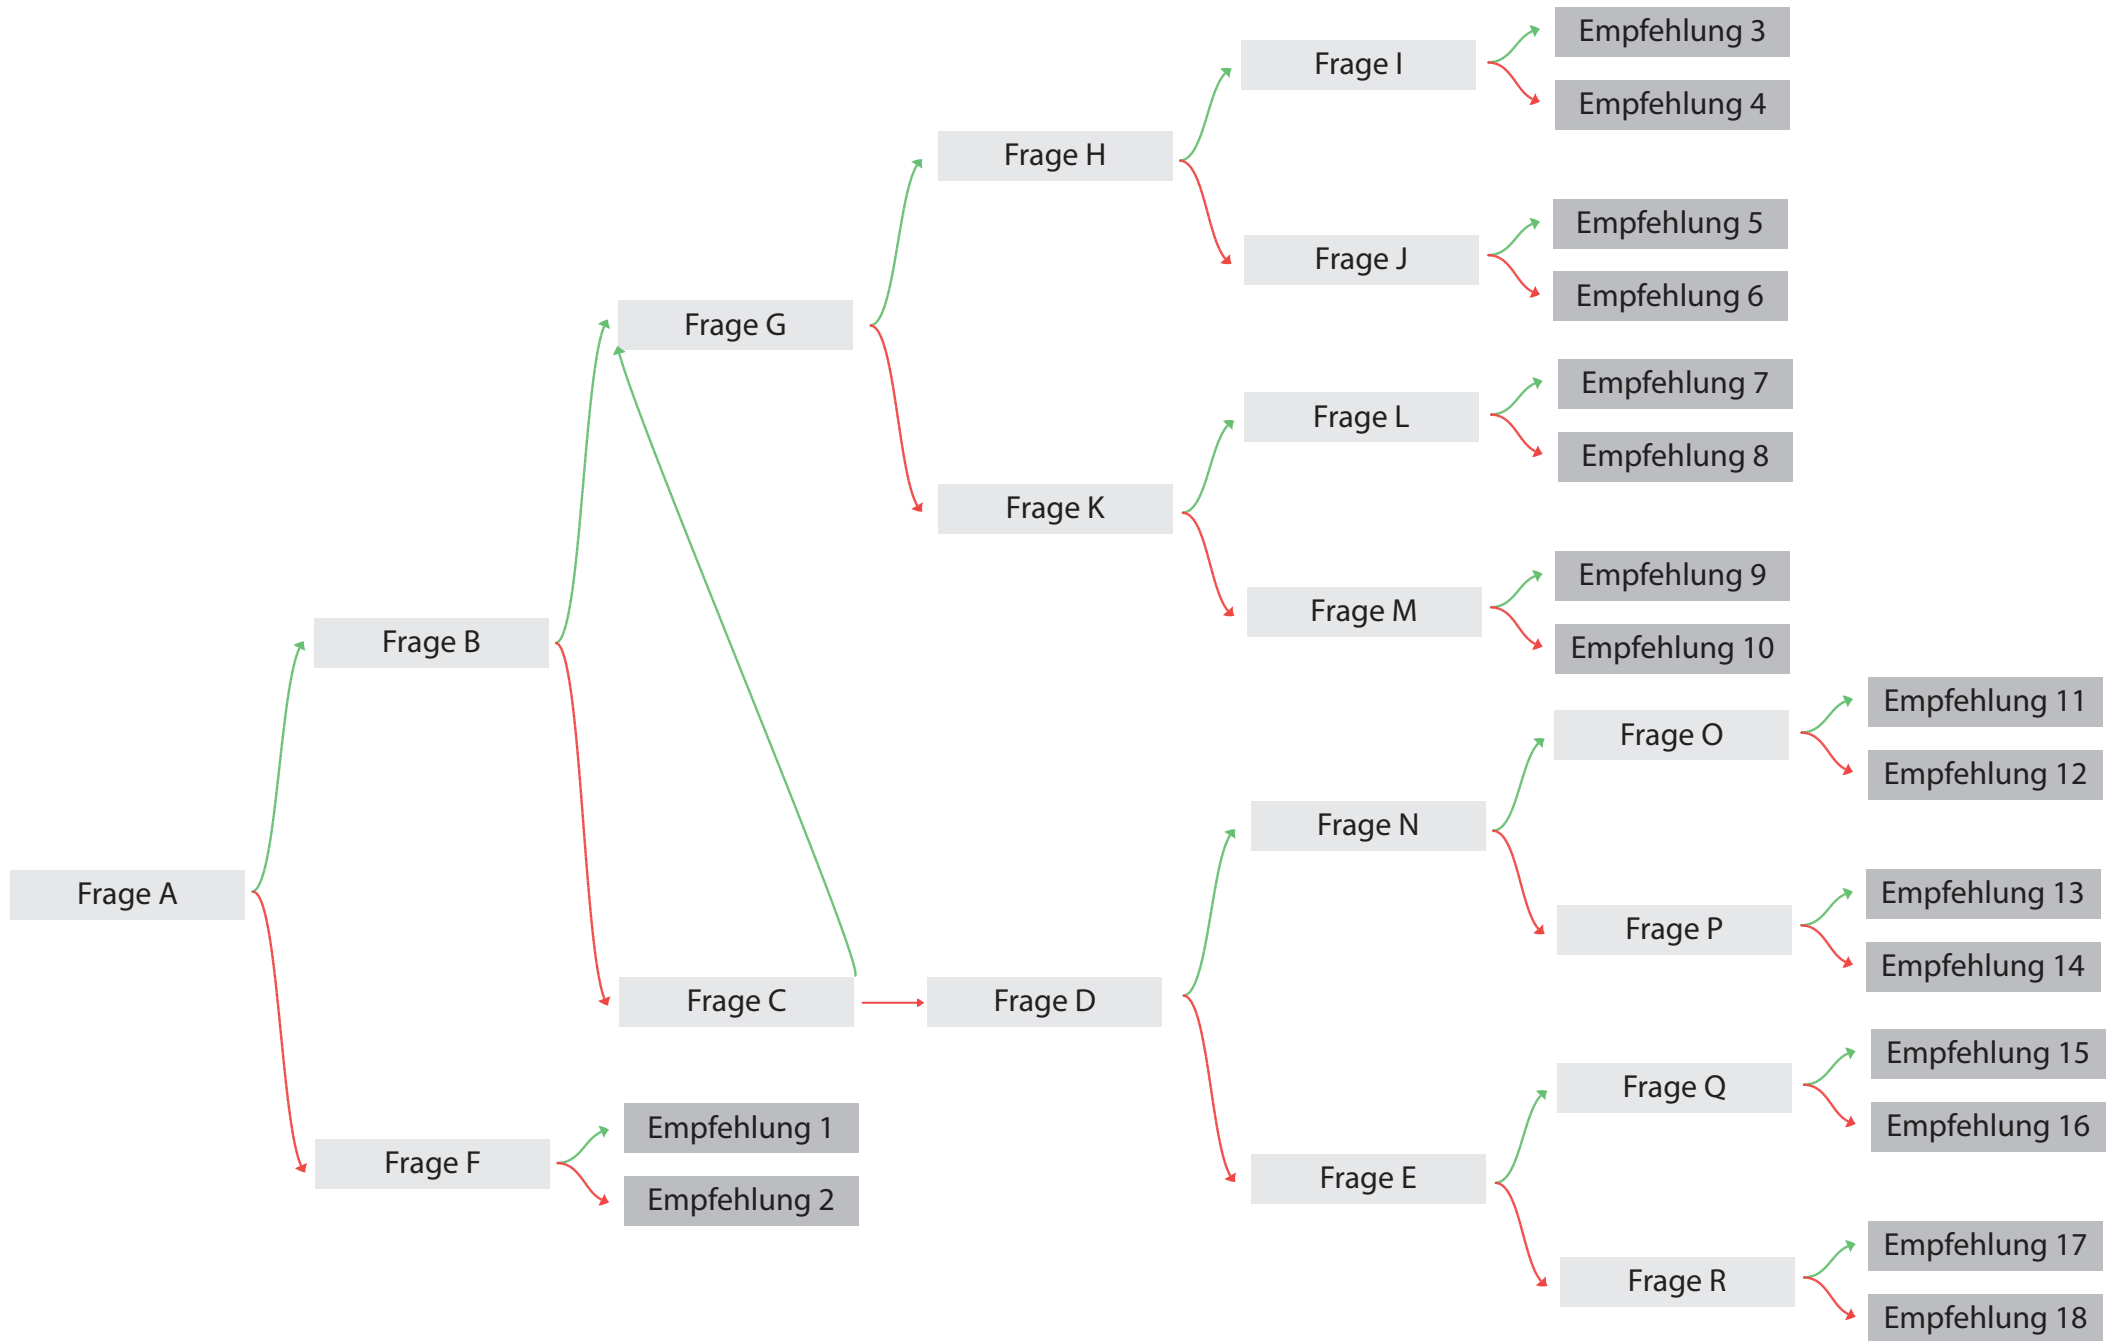 Empfehlung 3
Frage I
Empfehlung 4
Frage H
Empfehlung 5
Frage J
Empfehlung 6
Frage G
Empfehlung 7
Frage L
Empfehlung 8
Frage K
Empfehlung 9
Frage M
Frage B
Empfehlung 10
Empfehlung 11
Frage O
Empfehlung 12
Frage N
Frage A
Empfehlung 13
Frage P
Empfehlung 14
Frage C
Frage D
Empfehlung 15
Frage Q
Empfehlung 1
Empfehlung 16
Frage F
Frage E
Empfehlung 2
Empfehlung 17
Frage R
Empfehlung 18